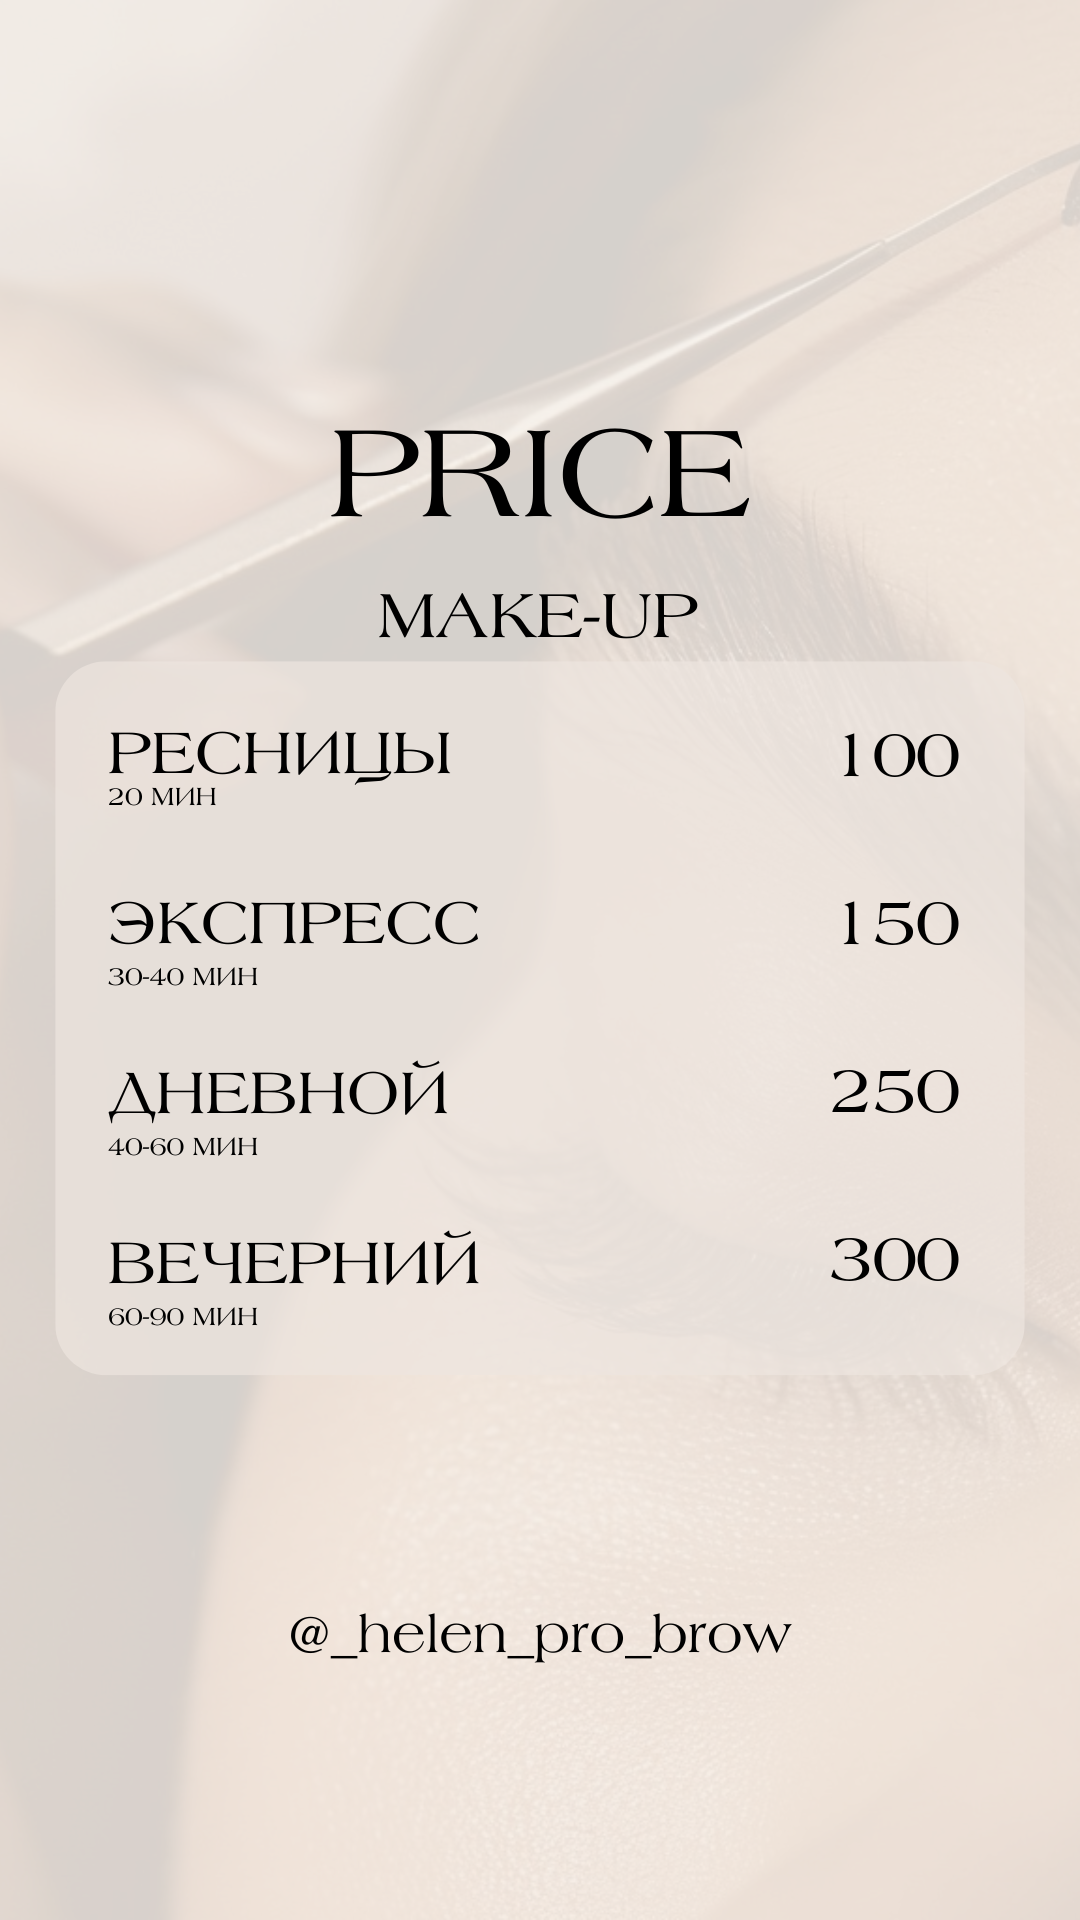 PRICE
MAKE-UP
РЕСНИЦЫ 100
20 МИН
ЭКСПРЕСС 150
30-40 МИН
ДНЕВНОЙ 250
40-60 МИН
ВЕЧЕРНИЙ 300
60-90 МИН
@_helen_pro_brow